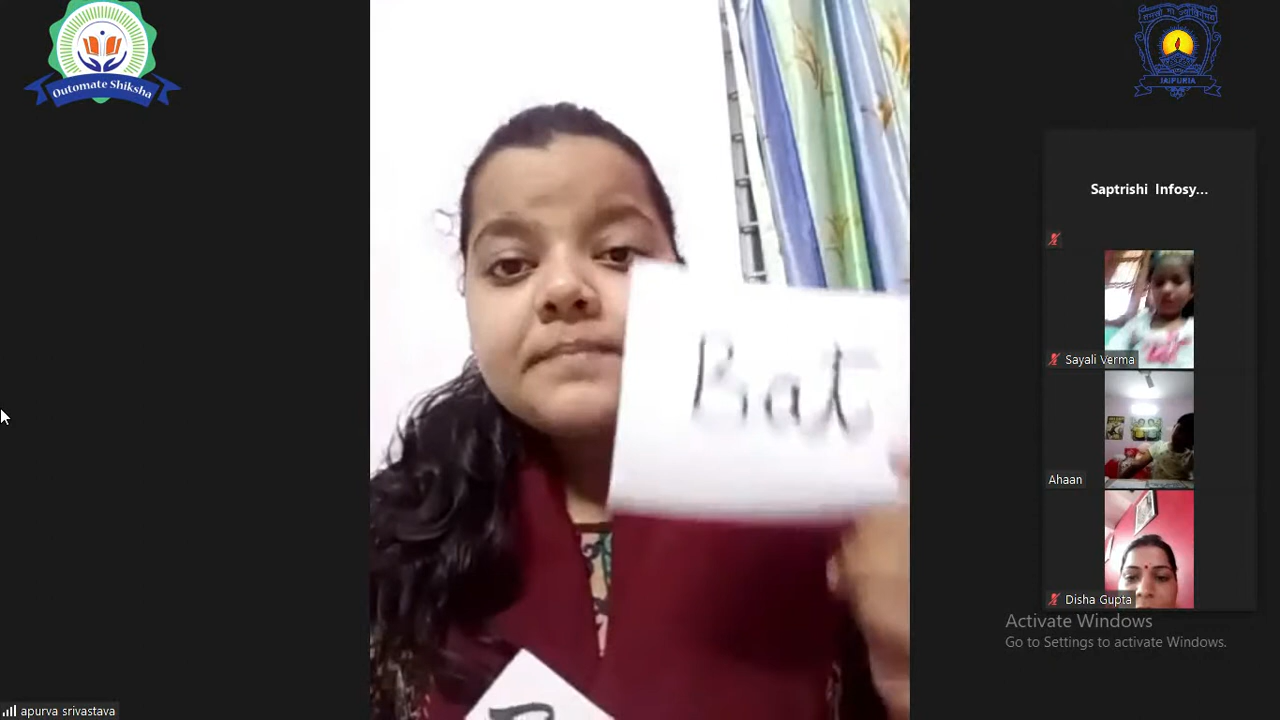 Outomate Shiksha
JAIPURIA
Saptrishi Infosy...
Bat
Sayali Verma
Ahaan
Disha Gupta
Activate Windows
Go to Settings to activate Windows.
apurva srivastava